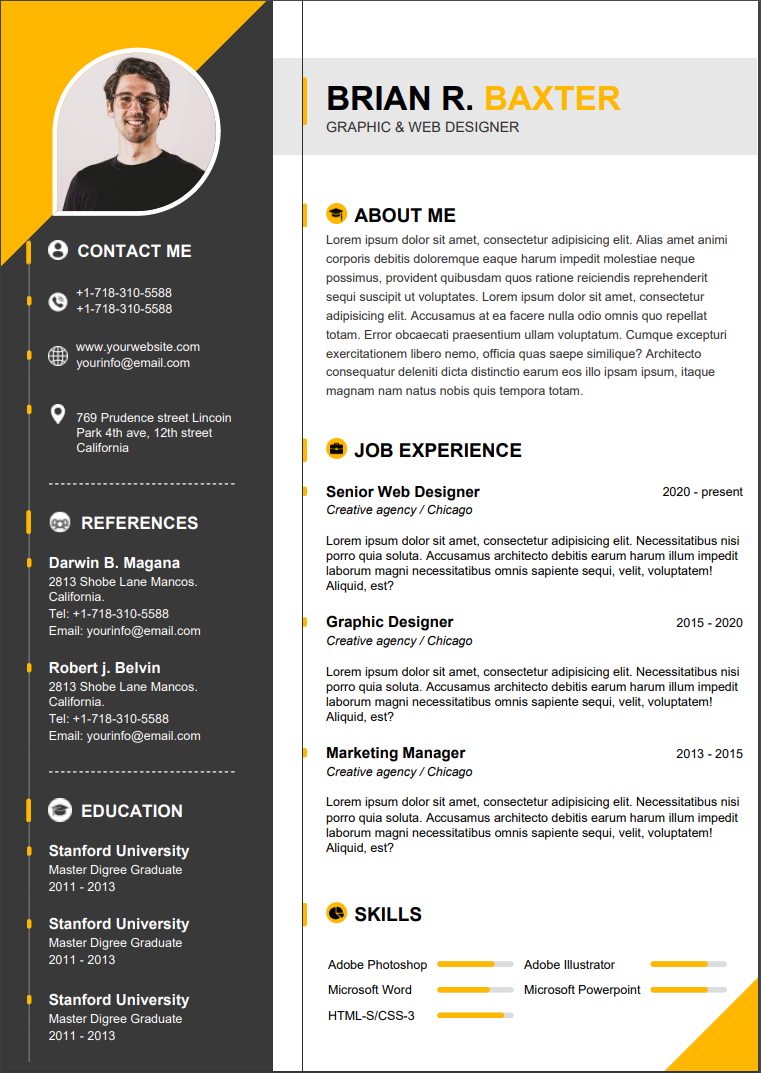 BRIAN R. BAXTER
GRAPHIC & WEB DESIGNER
CONTACT ME
+1-718-310-5588
+1-718-310-5588
www.yourwebsite.com
yourinfo@email.com
769 Prudence street Lincoin
Park 4th ave, 12th street
California
REFERENCES
Darwin B. Magana
2813 Shobe Lane Mancos.
California.
Tel: +1-718-310-5588
Email: yourinfo@email.com
Robert j. Belvin
2813 Shobe Lane Mancos.
California.
Tel: +1-718-310-5588
Email: yourinfo@email.com
EDUCATION
Stanford University
Master Digree Graduate
2011 - 2013
Stanford University
Master Digree Graduate
2011 - 2013
Stanford University
Master Digree Graduate
2011 - 2013
ABOUT ME
Lorem ipsum dolor sit amet, consectetur adipisicing elit. Alias amet animi
corporis debitis doloremque eaque harum impedit molestiae neque
possimus, provident quibusdam quos ratione reiciendis reprehenderit
sequi suscipit ut voluptates. Lorem ipsum dolor sit amet, consectetur
adipisicing elit. Accusamus at ea facere nulla odio omnis quo repellat
totam. Error obcaecati praesentium ullam voluptatum. Cumque excepturi
exercitationem libero nemo, officia quas saepe similique? Architecto
consequatur deleniti dicta distinctio earum eos illo ipsam ipsum, itaque
magnam nam natus nobis quis tempora totam.
JOB EXPERIENCE
Senior Web Designer 2020 - present
Creative agency / Chicago
Lorem ipsum dolor sit amet, consectetur adipisicing elit. Necessitatibus nisi
porro quia soluta. Accusamus architecto debitis earum harum illum impedit
laborum magni necessitatibus omnis sapiente sequi, velit, voluptatem!
Aliquid, est?
Graphic Designer 2015 - 2020
Creative agency / Chicago
Lorem ipsum dolor sit amet, consectetur adipisicing elit. Necessitatibus nisi
porro quia soluta. Accusamus architecto debitis earum harum illum impedit
laborum magni necessitatibus omnis sapiente sequi, velit, voluptatem!
Aliquid, est?
Marketing Manager 2013 - 2015
Creative agency / Chicago
Lorem ipsum dolor sit amet, consectetur adipisicing elit. Necessitatibus nisi
porro quia soluta. Accusamus architecto debitis earum harum illum impedit
laborum magni necessitatibus omnis sapiente sequi, velit, voluptatem!
Aliquid, est?
SKILLS
Adobe Photoshop Adobe Illustrator
Microsoft Word Microsoft Powerpoint
HTML-S/CSS-3